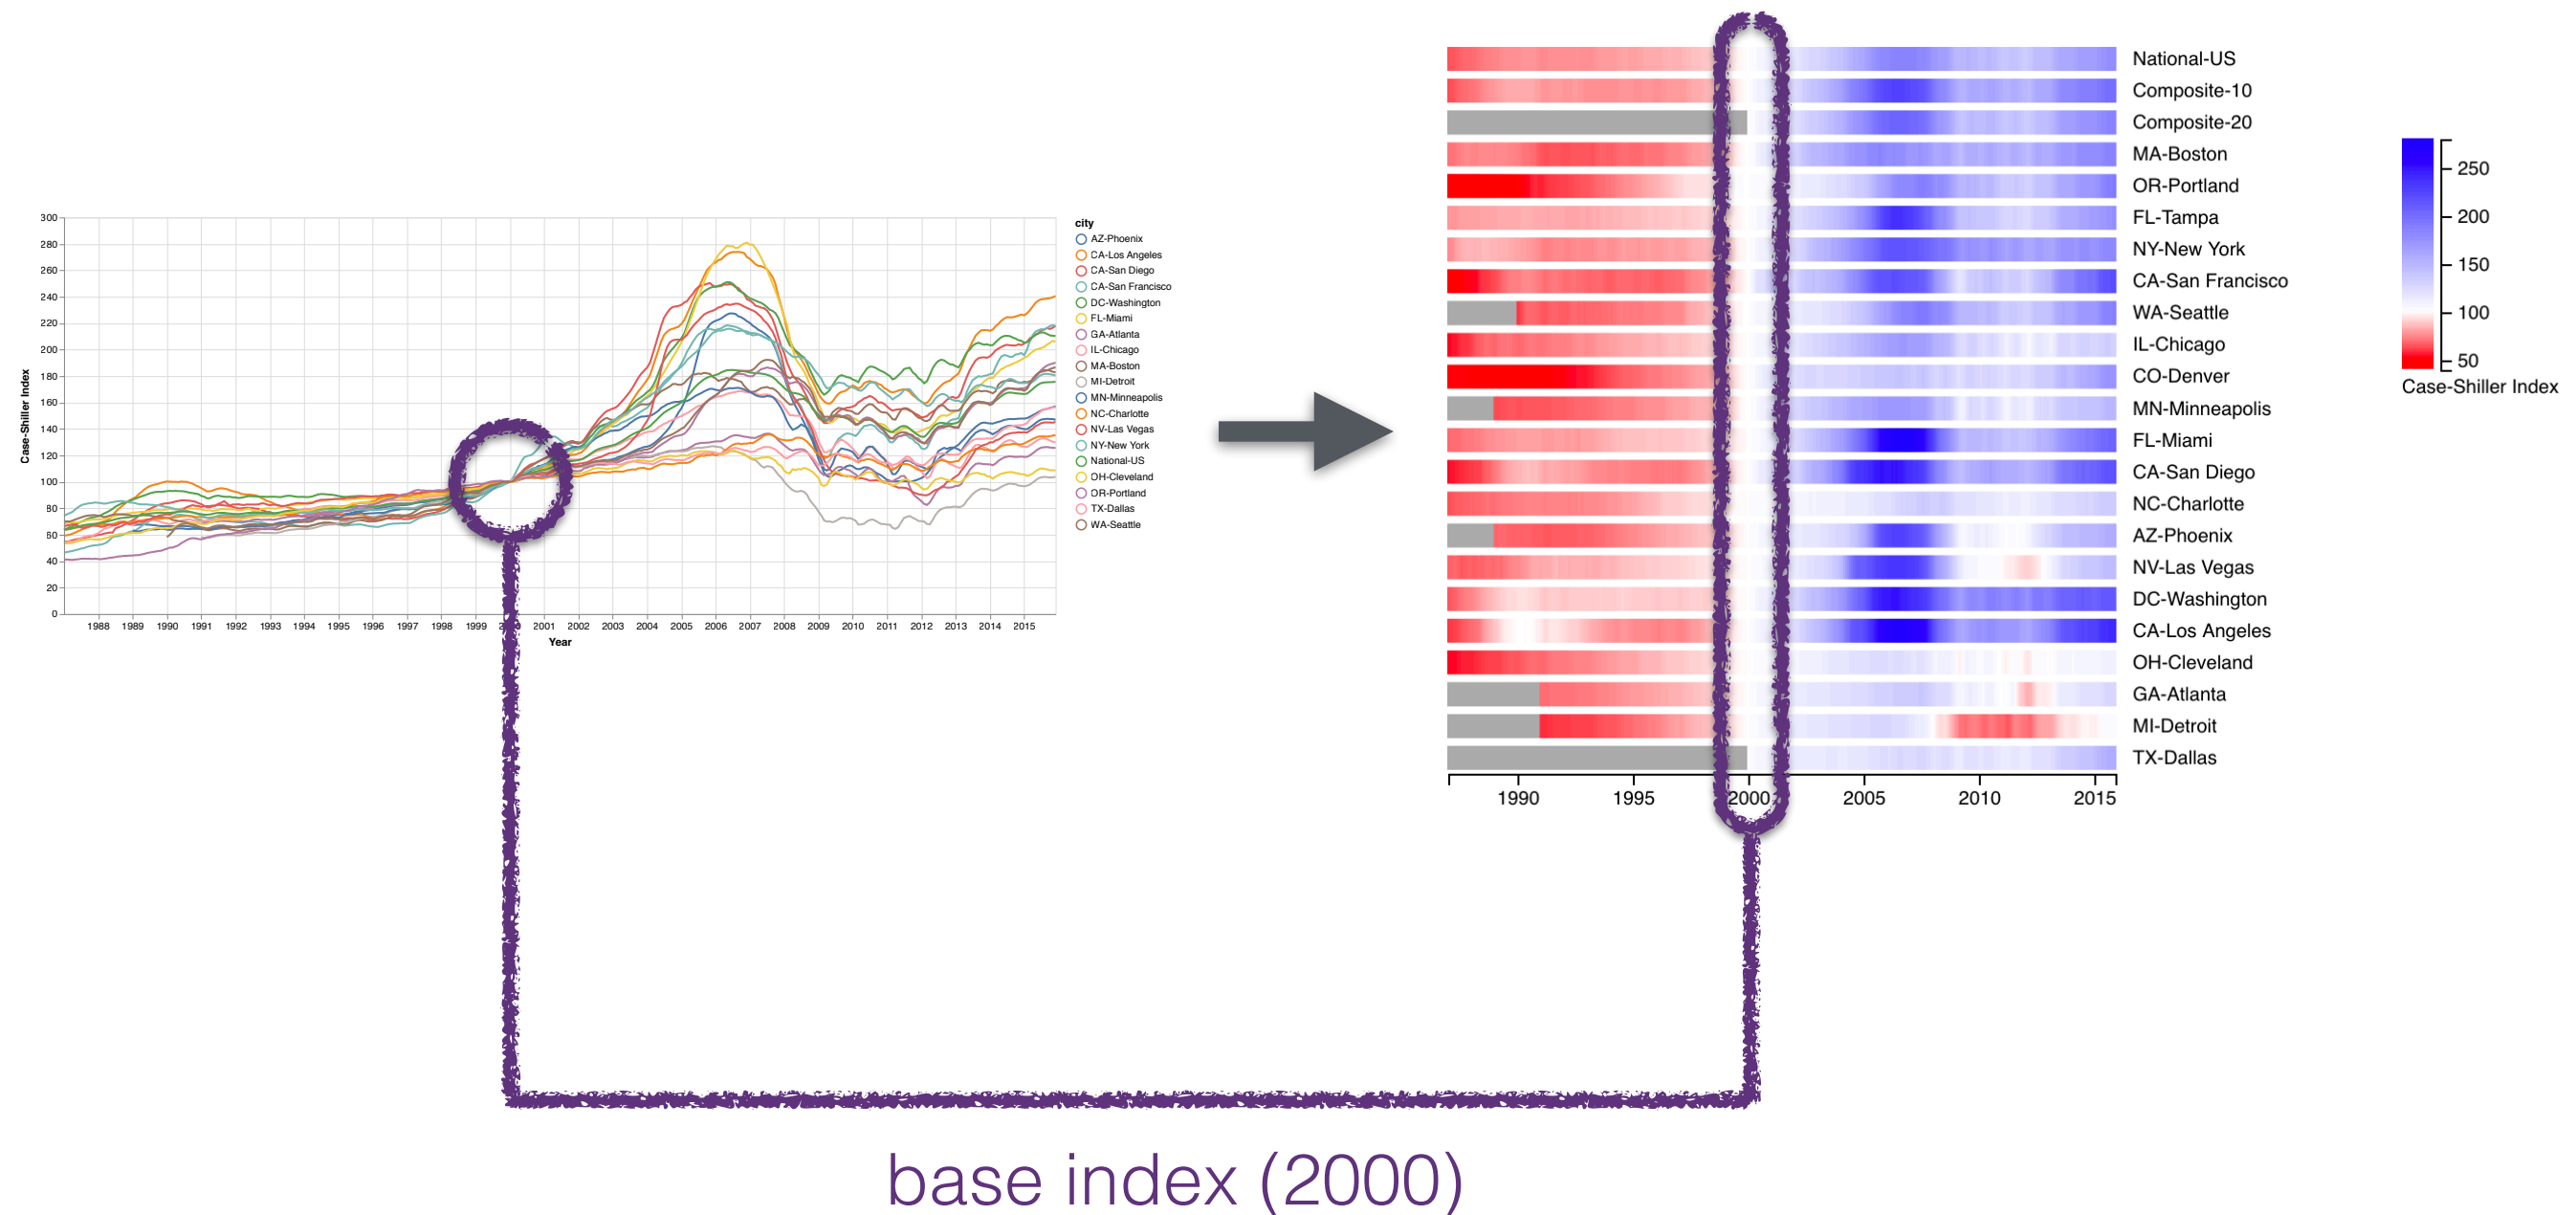 300
280
260
240
220
200
180
160
140
120
100
80
60
40
20
0
Case-Shiller Index
1988 1989 1990 1991 1992 1993 1994 1995 1996 1997 1998 1999 2001 2002 2003 2004 2005 2006 2007 2008 2009 2010 2011 2012 2013 2014 2015
Year
city
AZ-Phoenix
CA-Los Angeles
CA-San Diego
CA-San Francisco
DC-Washington
FL-Miami
GA-Atlanta
IL-Chicago
MA-Boston
MI-Detroit
MN-Minneapolis
NC-Charlotte
NV-Las Vegas
NY-New York
National-US
OH-Cleveland
OR-Portland
TX-Dallas
WA-Seattle
National-US
Composite-10
Composite-20
MA-Boston
OR-Portland
FL-Tampa
NY-New York
CA-San Francisco
WA-Seattle
IL-Chicago
CO-Denver
MN-Minneapolis
FL-Miami
CA-San Diego
NC-Charlotte
AZ-Phoenix
NV-Las Vegas
DC-Washington
CA-Los Angeles
OH-Cleveland
GA-Atlanta
MI-Detroit
TX-Dallas
1990 1995 2000 2005 2010 2015
250
200
150
100
50
Case-Shiller Index
base index (2000)